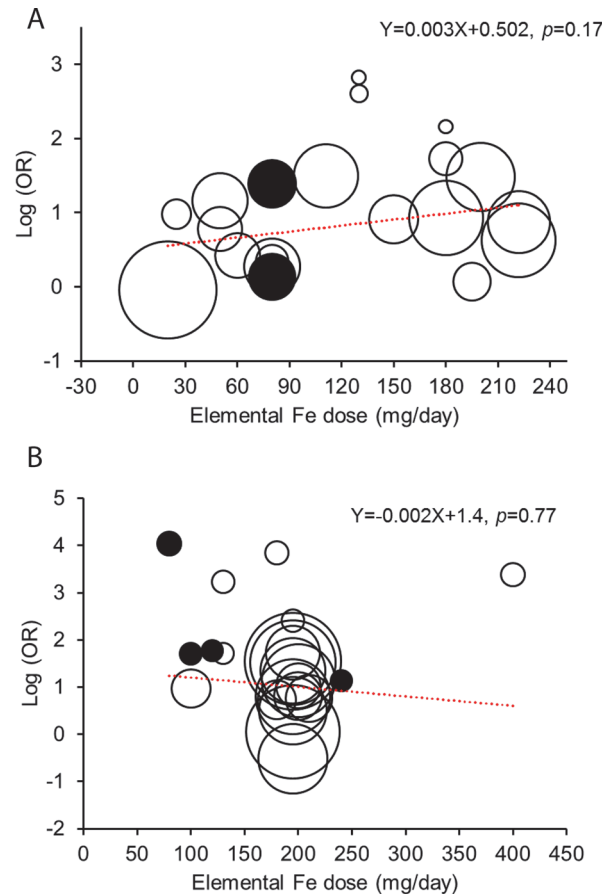 A
Y=0.003X+0.502, p=0.17
3
2
1
0
-1
Log (OR)
-30 0 30 60 90 120 150 180 210 240
Elemental Fe dose (mg/day)
B
Y=-0.002X+1.4, p=0.77
5
4
3
2
1
0
-1
-2
Log (OR)
0 50 100 150 200 250 300 350 400 450
Elemental Fe dose (mg/day)